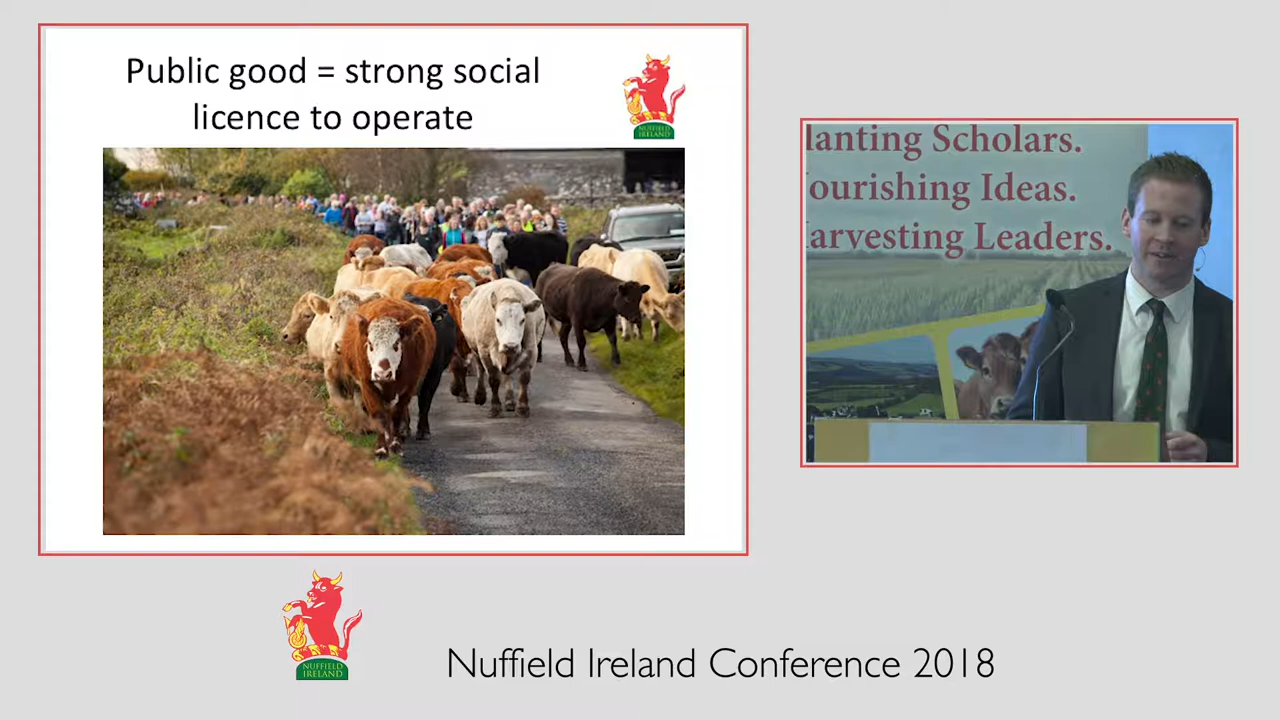 Public good = strong social
licence to operate
NUFFIELD
IRELAND
lanting Scholars.
ourishing Ideas.
arvesting Leaders.
NUFFIELD
IRELAND
Nuffield Ireland Conference 2018